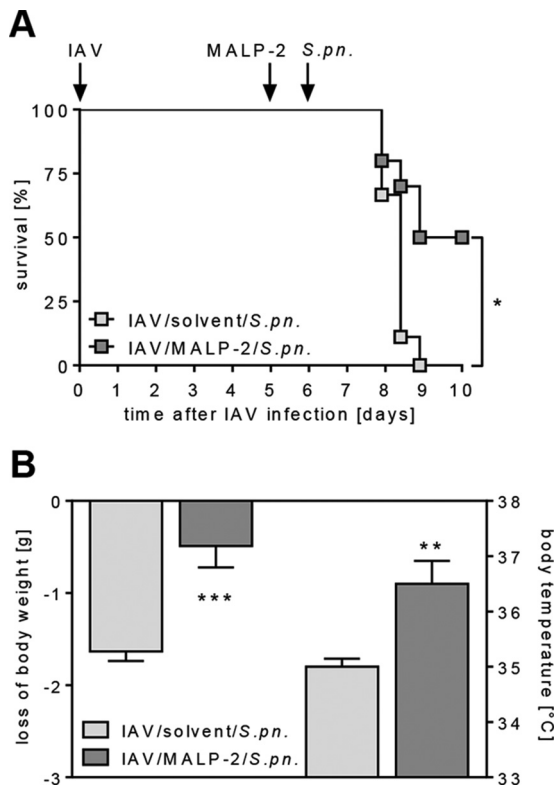 A
IAV MALP-2 S.pn.
100
75
50
25
0
survival [%]
*
IAV/solvent/S.pn.
IAV/MALP-2/S.pn.
0 1 2 3 4 5 6 7 8 9 10
time after IAV infection [days]
B
0
-1
-2
-3
loss of body weight [g]
***
**
38
37
36
35
34
33
body temperature [°C]
IAV/solvent/S.pn.
IAV/MALP-2/S.pn.